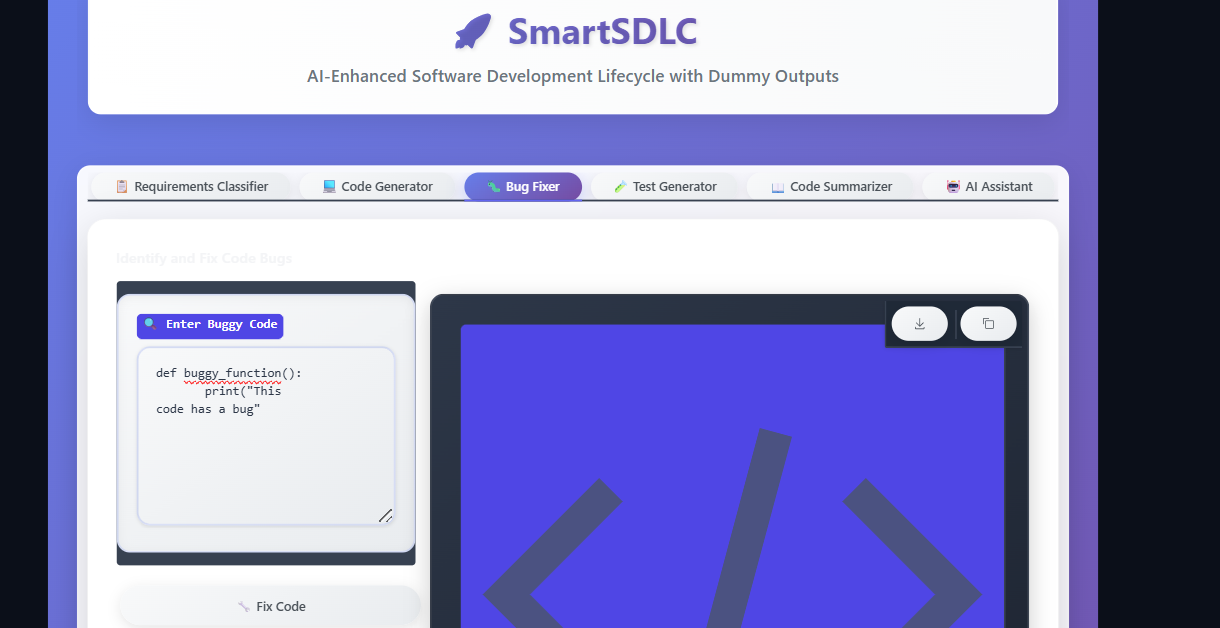 SmartSDLC
AI-Enhanced Software Development Lifecycle with Dummy Outputs
Requirements Classifier
Code Generator
Bug Fixer
Test Generator
Code Summarizer
AI Assistant
Identify and Fix Code Bugs
Enter Buggy Code
def buggy_function():
print("This
code has a bug"
Fix Code